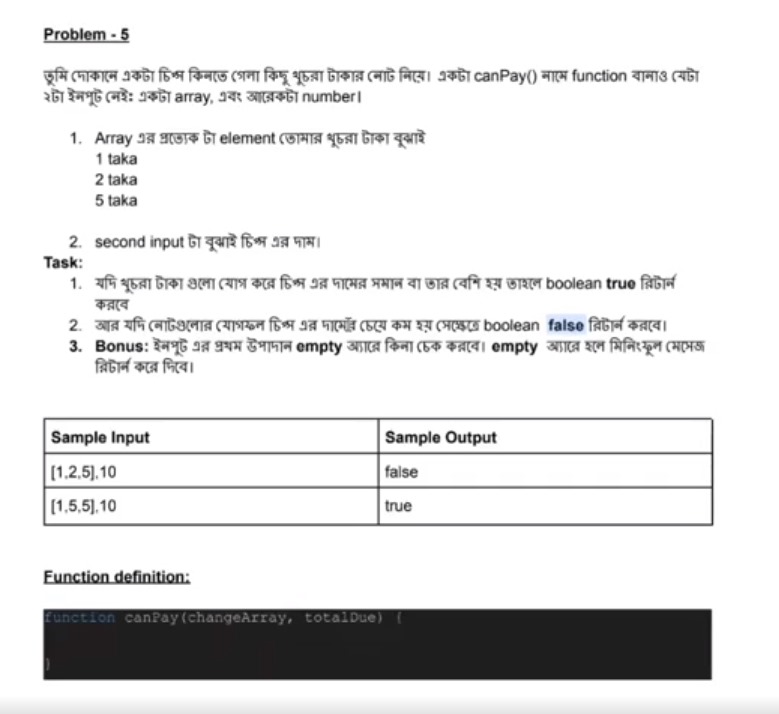 Problem - 5
তুমি দোকানে একটা চিপ্স কিনতে গেলা কিন্তু খুচরা টাকার নোট নিয়ে। একটা canPay() নামে function বানাও যেটা
২টা ইনপুট নেই: একটা array, এবং আরেকটা number।
1. Array এর প্রত্যেক টা element তোমার খুচরা টাকা বুঝাই
1 taka
2 taka
5 taka
2. second input টা বুঝাই চিপ্স এর দাম।
Task:
1. যদি খুচরা টাকা গুলো যোগ করে চিপ্স এর দামের সমান বা তার বেশি হয় তাহলে boolean true রিটার্ন
করবে
2. আর যদি নোটগুলোর যোগফল চিপ্স এর দামের চেয়ে কম হয় সেক্ষেত্রে boolean false রিটার্ন করবে।
3. Bonus: ইনপুট এর প্রথম উপাদান empty অ্যারে কিনা চেক করবে। empty অ্যারে হলে মিনিংফুল মেসেজ
রিটার্ন করে দিবে।
Sample Input Sample Output
[1,2,5],10 false
[1,5,5],10 true
Function definition:
function canPay(changeArray, totalDue) {
}